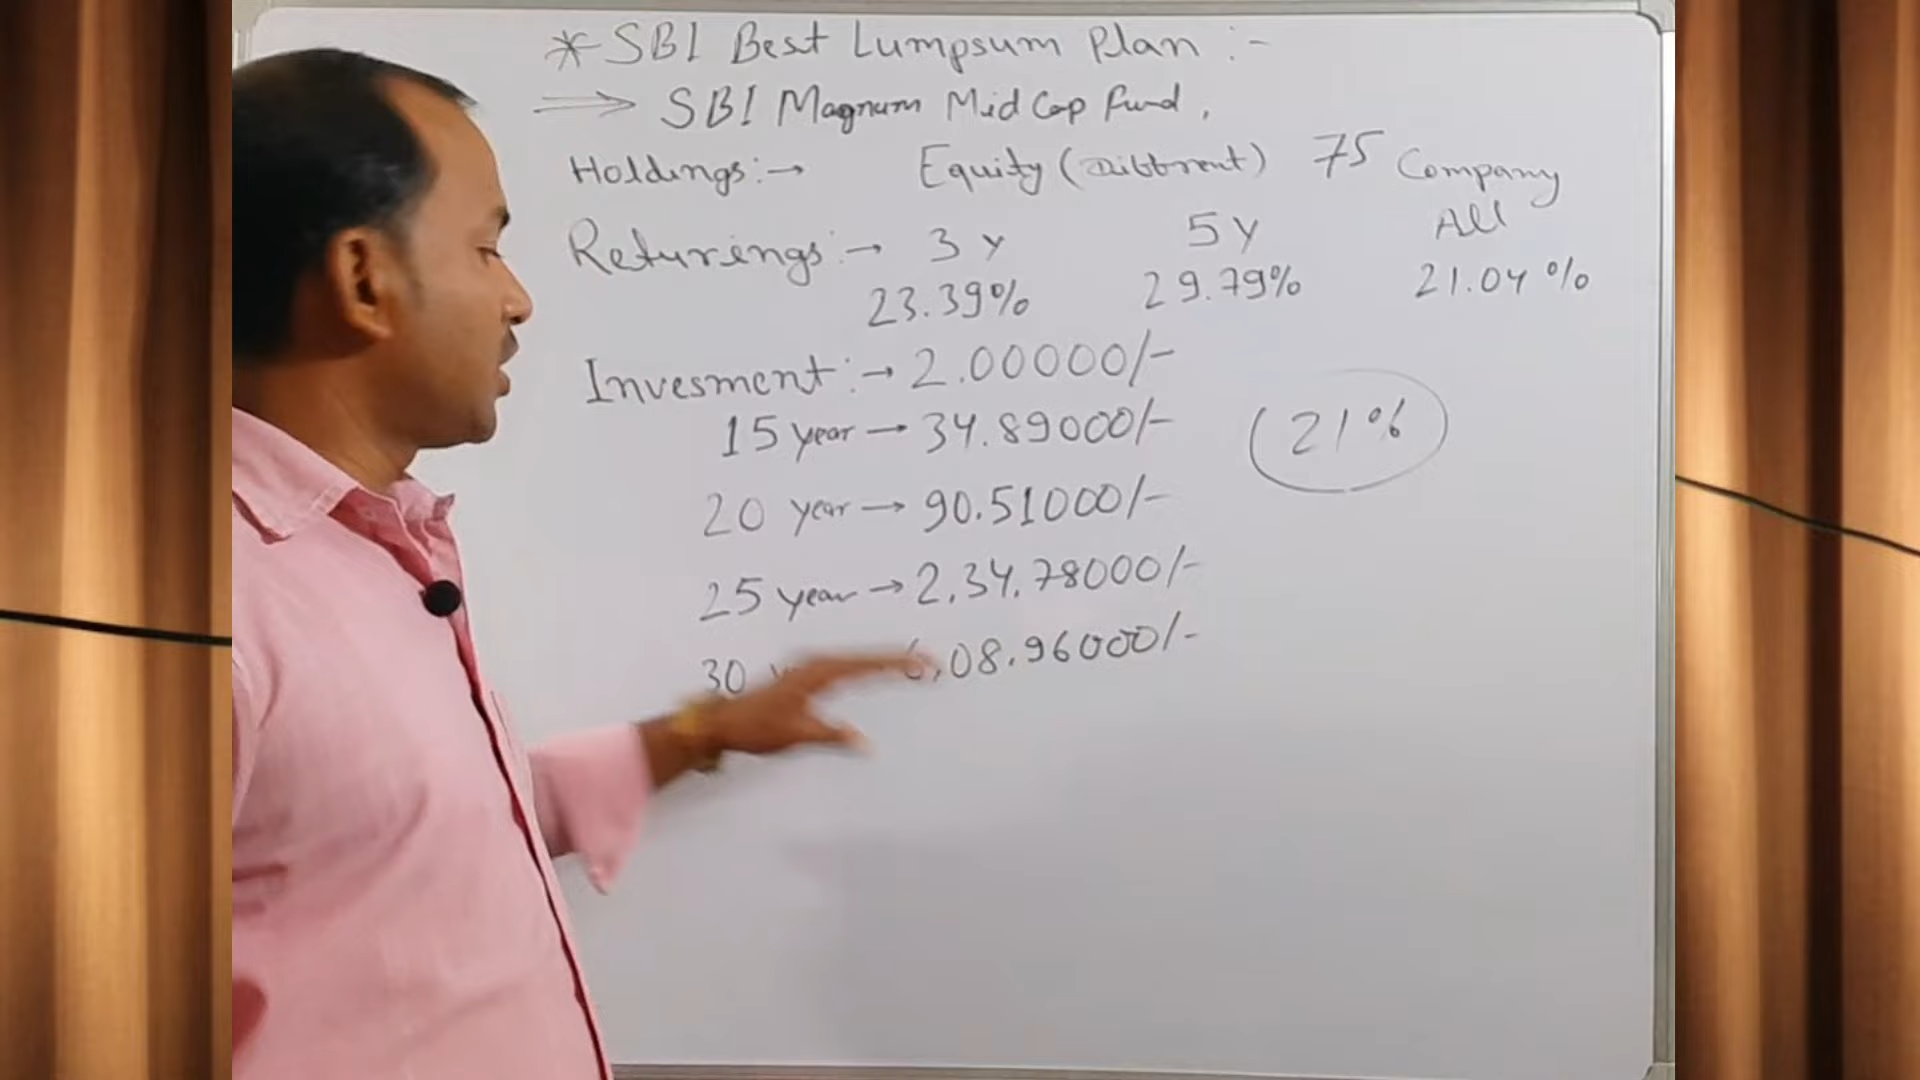 * SBI Best Lumpsum Plan :-
⇒ SBI Magnum Mid Cap Fund,
Holdings:→ Equity (Dibbrent) 75 Company
Returings:→ 3 Y 5 Y All
23.39% 29.79% 21.04 %
Invesment:→ 2.00000/-
15 year → 34.89000/- (21%)
20 year → 90.51000/-
25 year → 2,34.78000/-
30 6,08.96000/-